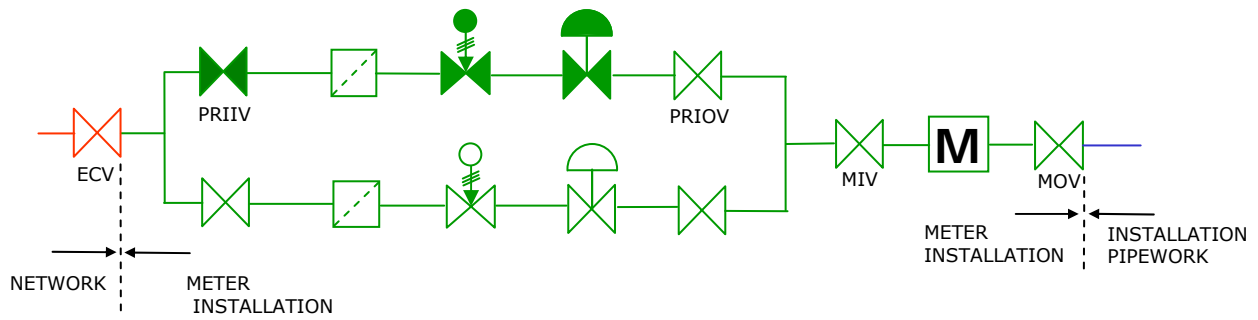 PRIIV
PRIOV
ECV
M
MIV
MOV
NETWORK
METER
INSTALLATION
METER
INSTALLATION
INSTALLATION
PIPEWORK